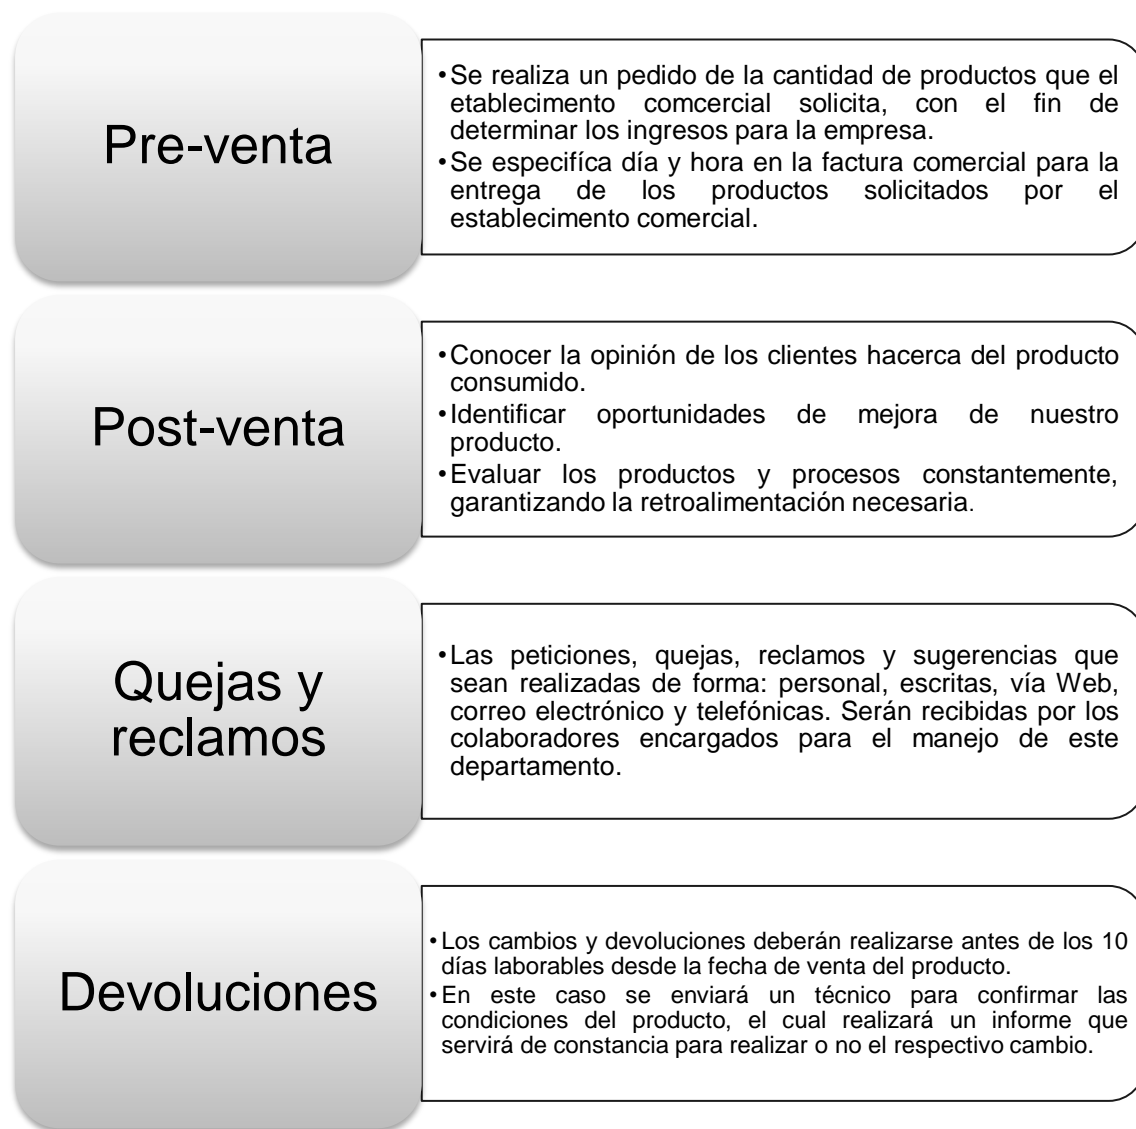 Pre-venta
•Se realiza un pedido de la cantidad de productos que el
etablecimento comcercial solicita, con el fin de
determinar los ingresos para la empresa.
•Se especifíca día y hora en la factura comercial para la
entrega de los productos solicitados por el
establecimento comercial.
Post-venta
•Conocer la opinión de los clientes hacerca del producto
consumido.
•Identificar oportunidades de mejora de nuestro
producto.
•Evaluar los productos y procesos constantemente,
garantizando la retroalimentación necesaria.
Quejas y
reclamos
•Las peticiones, quejas, reclamos y sugerencias que
sean realizadas de forma: personal, escritas, vía Web,
correo electrónico y telefónicas. Serán recibidas por los
colaboradores encargados para el manejo de este
departamento.
Devoluciones
•Los cambios y devoluciones deberán realizarse antes de los 10
días laborables desde la fecha de venta del producto.
•En este caso se enviará un técnico para confirmar las
condiciones del producto, el cual realizará un informe que
servirá de constancia para realizar o no el respectivo cambio.